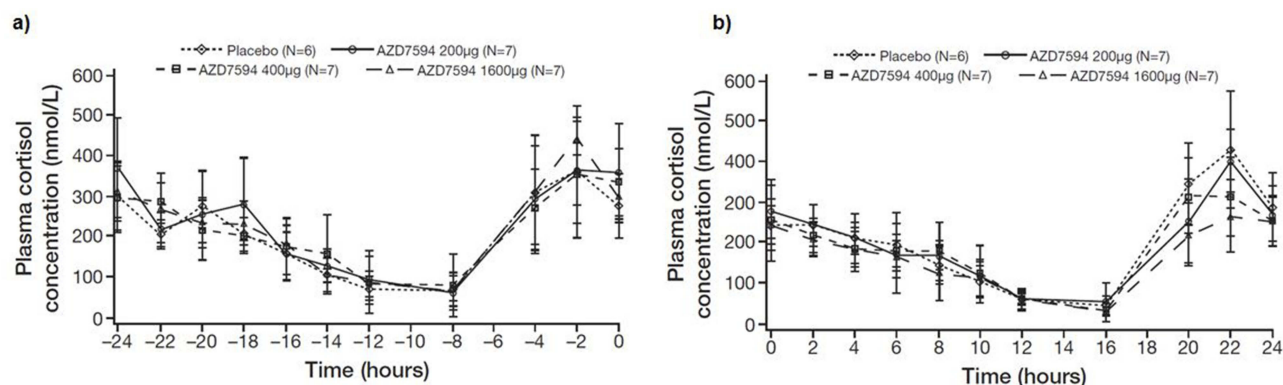 a)
Placebo (N=6) AZD7594 200µg (N=7)
AZD7594 400µg (N=7) AZD7594 1600µg (N=7)
Plasma cortisol
concentration (nmol/L)
600
500
400
300
200
100
0
−24 −22 −20 −18 −16 −14 −12 −10 −8 −6 −4 −2 0
Time (hours)
b)
Placebo (N=6) AZD7594 200µg (N=7)
AZD7594 400µg (N=7) AZD7594 1600µg (N=7)
Plasma cortisol
concentration (nmol/L)
600
200
400
200
200
100
0
0 2 4 6 8 10 12 14 16 18 20 22 24
Time (hours)